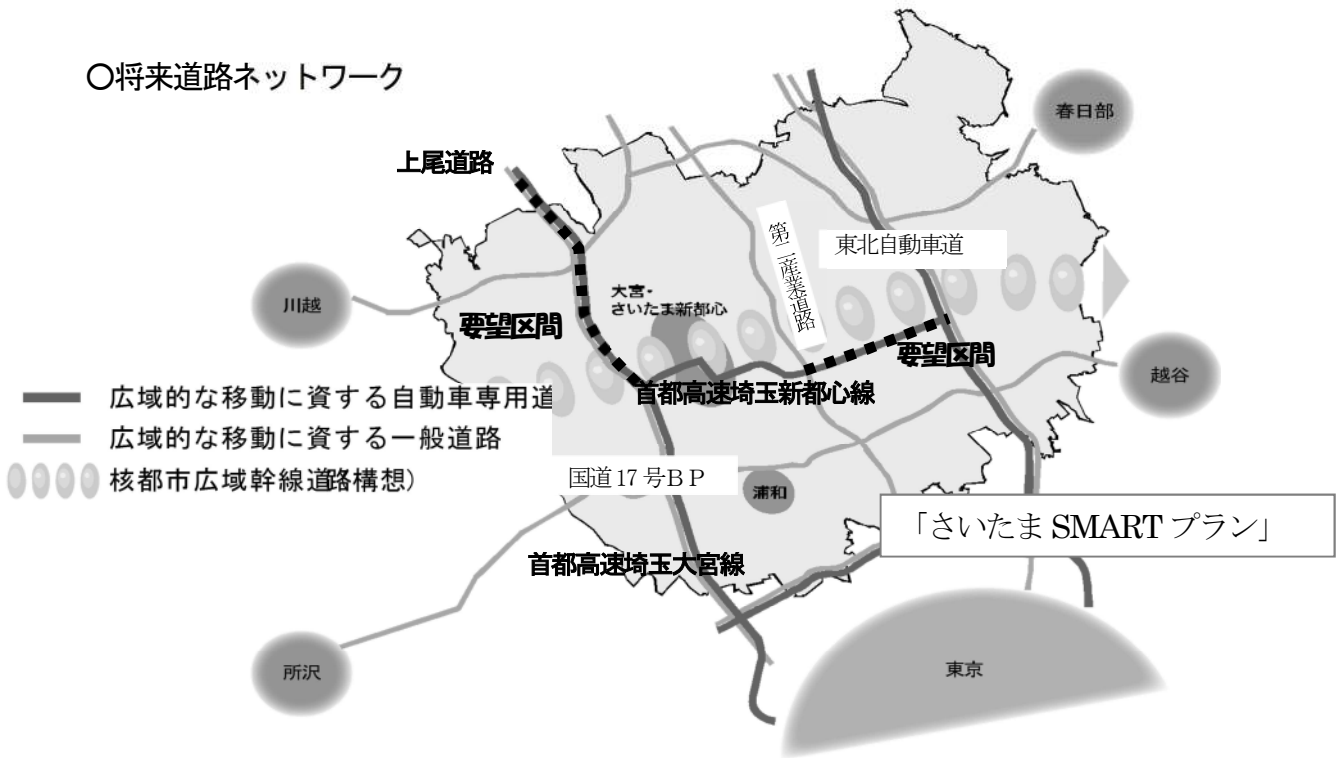 〇将来道路ネットワーク
春日部
上尾道路
第二産業道路
東北自動車道
川越
大宮・
さいたま新都心
要望区間
要望区間
越谷
首都高速埼玉新都心線
広域的な移動に資する自動車専用道
広域的な移動に資する一般道路
核都市広域幹線道路構想）
国道17号ＢＰ
浦和
「さいたま SMART プラン」
首都高速埼玉大宮線
所沢
東京